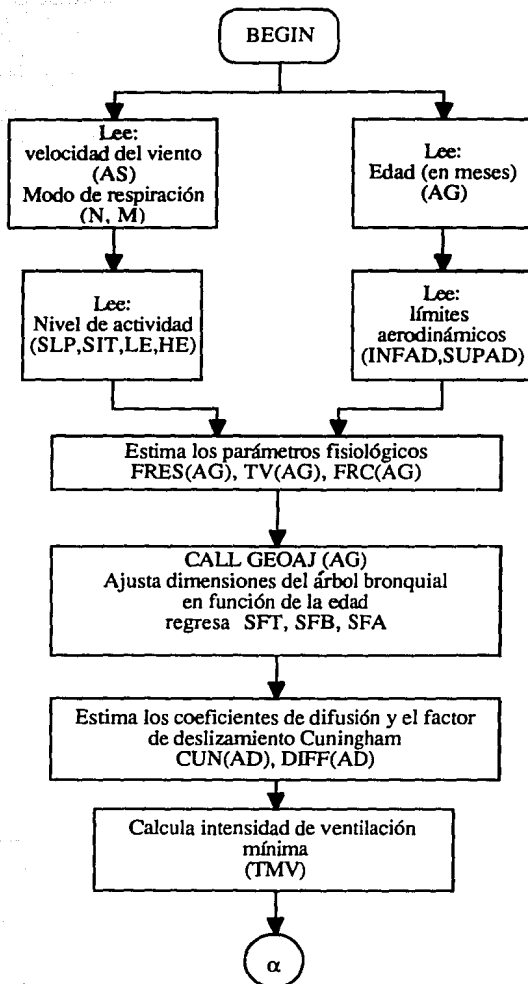 BEGIN
Lee:
velocidad del viento
(AS)
Modo de respiración
(N, M)
Lee:
Edad (en meses)
(AG)
Lee:
Nivel de actividad
(SLP,SIT,LE,HE)
Lee:
límites
aerodinámicos
(INFAD,SUPAD)
Estima los parámetros fisiológicos
FRES(AG), TV(AG), FRC(AG)
CALL GEOAJ (AG)
Ajusta dimensiones del árbol bronquial
en función de la edad
regresa SFT, SFB, SFA
Estima los coeficientes de difusión y el factor
de deslizamiento Cuningham
CUN(AD), DIFF(AD)
Calcula intensidad de ventilación
mínima
(TMV)
α